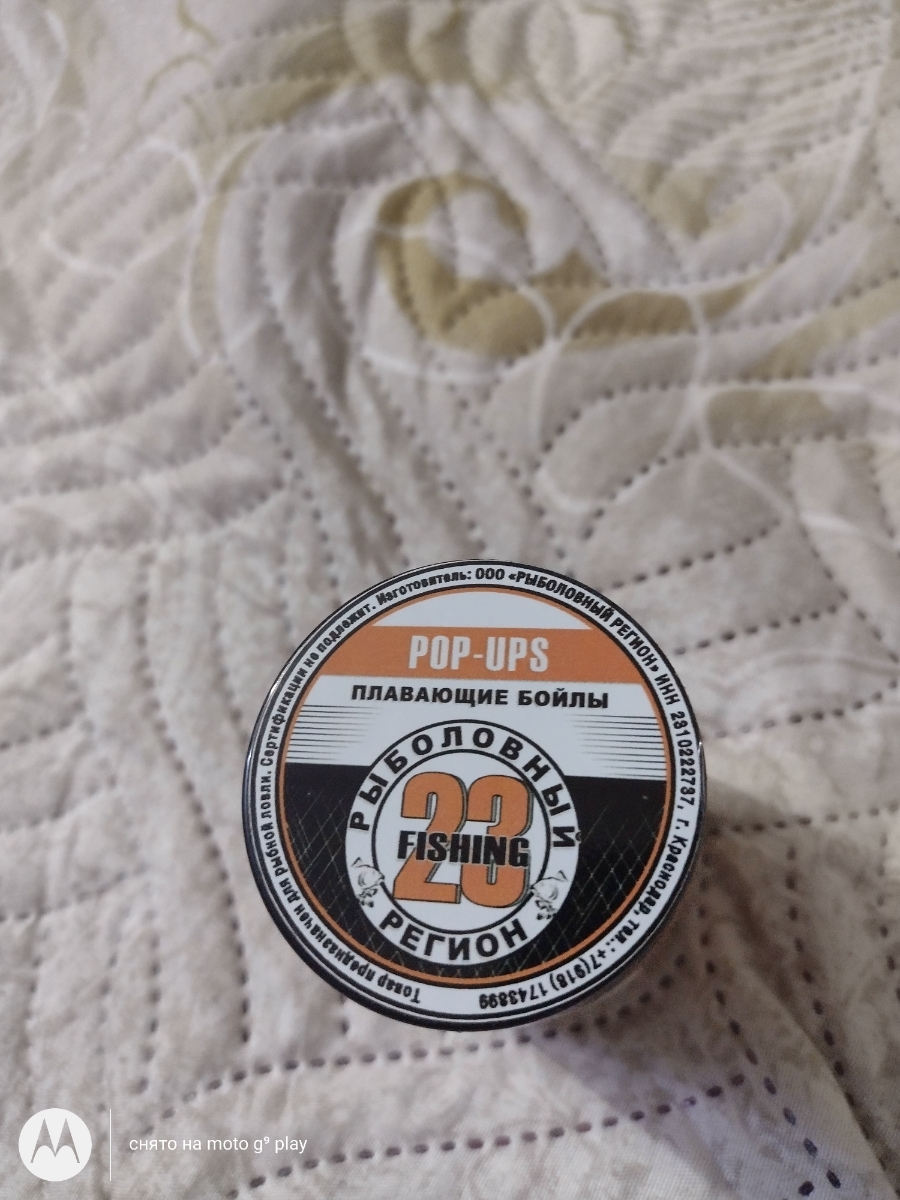 Товар предназначен для рыбной ловли. Сертификации не подлежит. Изготовитель: ООО «РЫБОЛОВНЫЙ РЕГИОН» ИНН 2310222737, г. Краснодар, тел.: +7(918) 1743899
POP-UPS
ПЛАВАЮЩИЕ БОЙЛЫ
РЫБОЛОВНЫЙ
23
FISHING
РЕГИОН
снято на moto g⁹ play